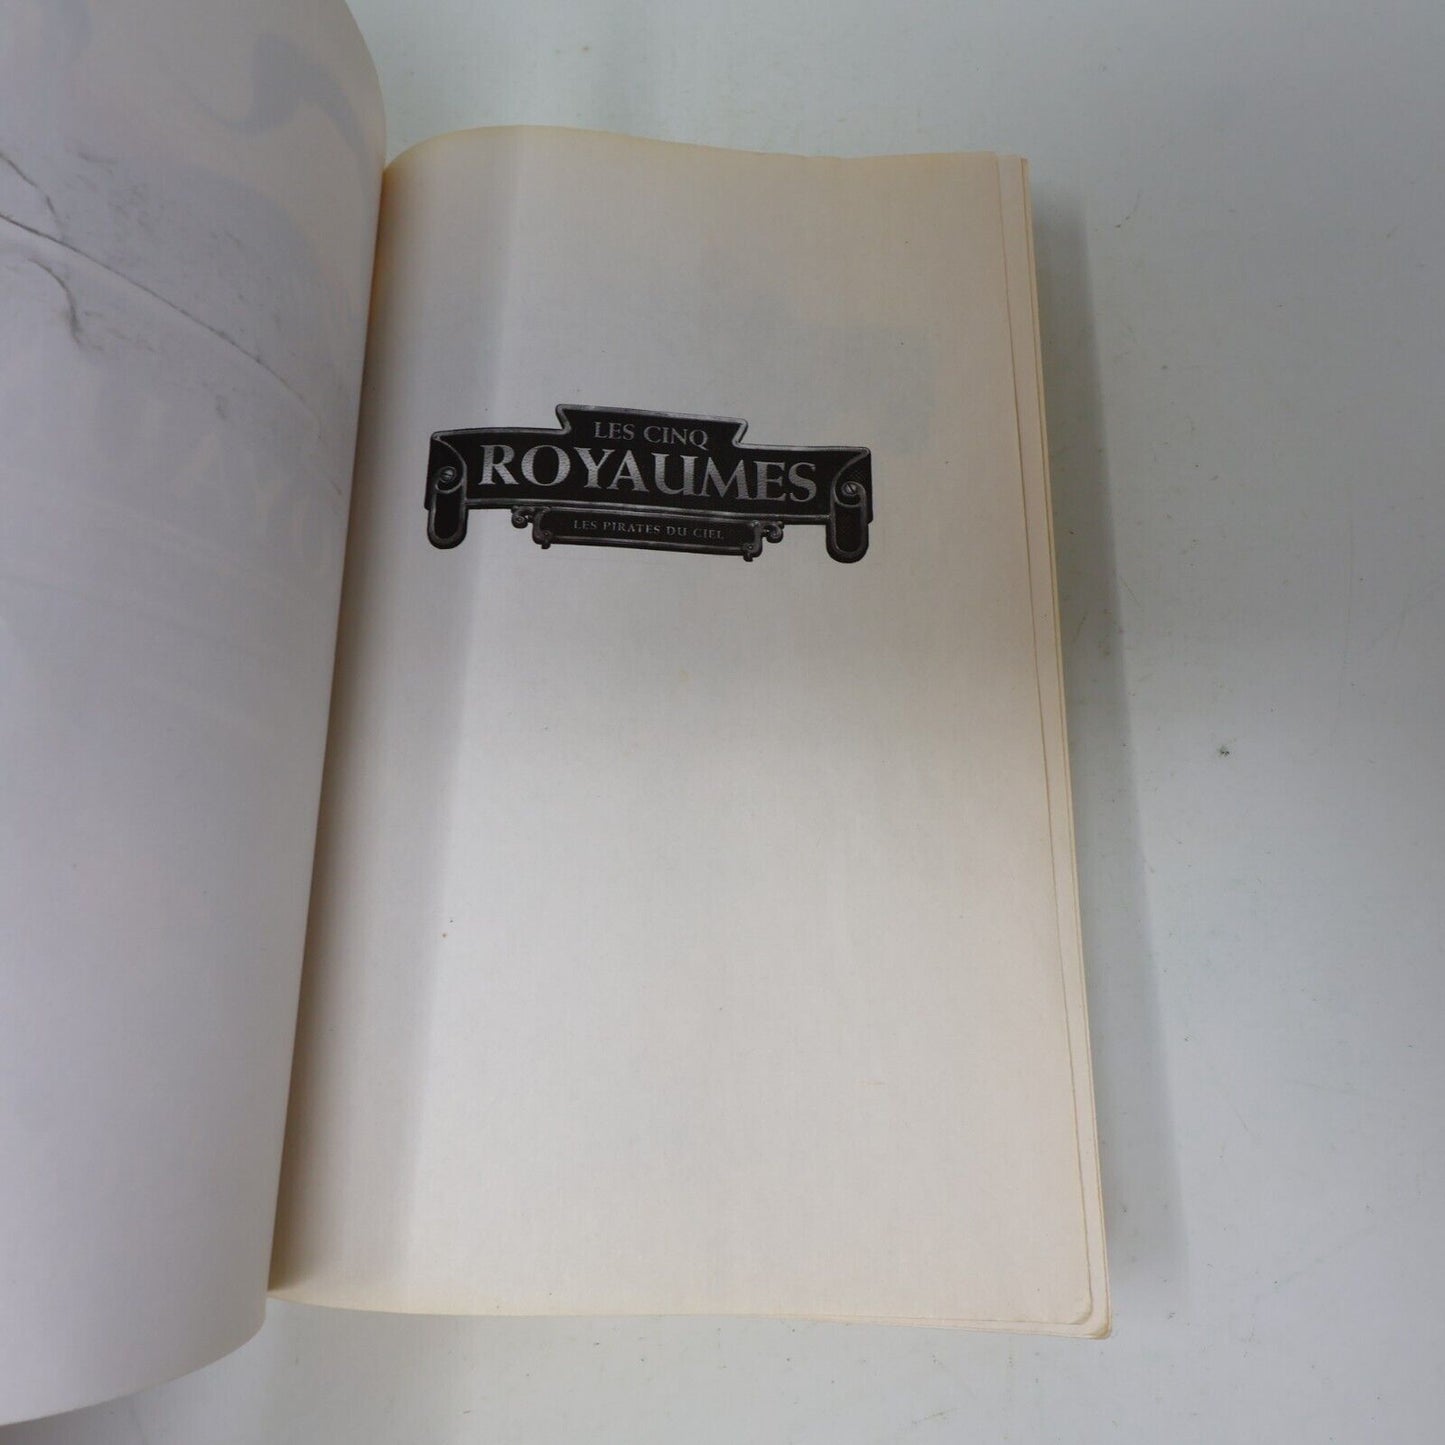 LES CINQ
ROYAUMES
LES PIRATES DU CIEL